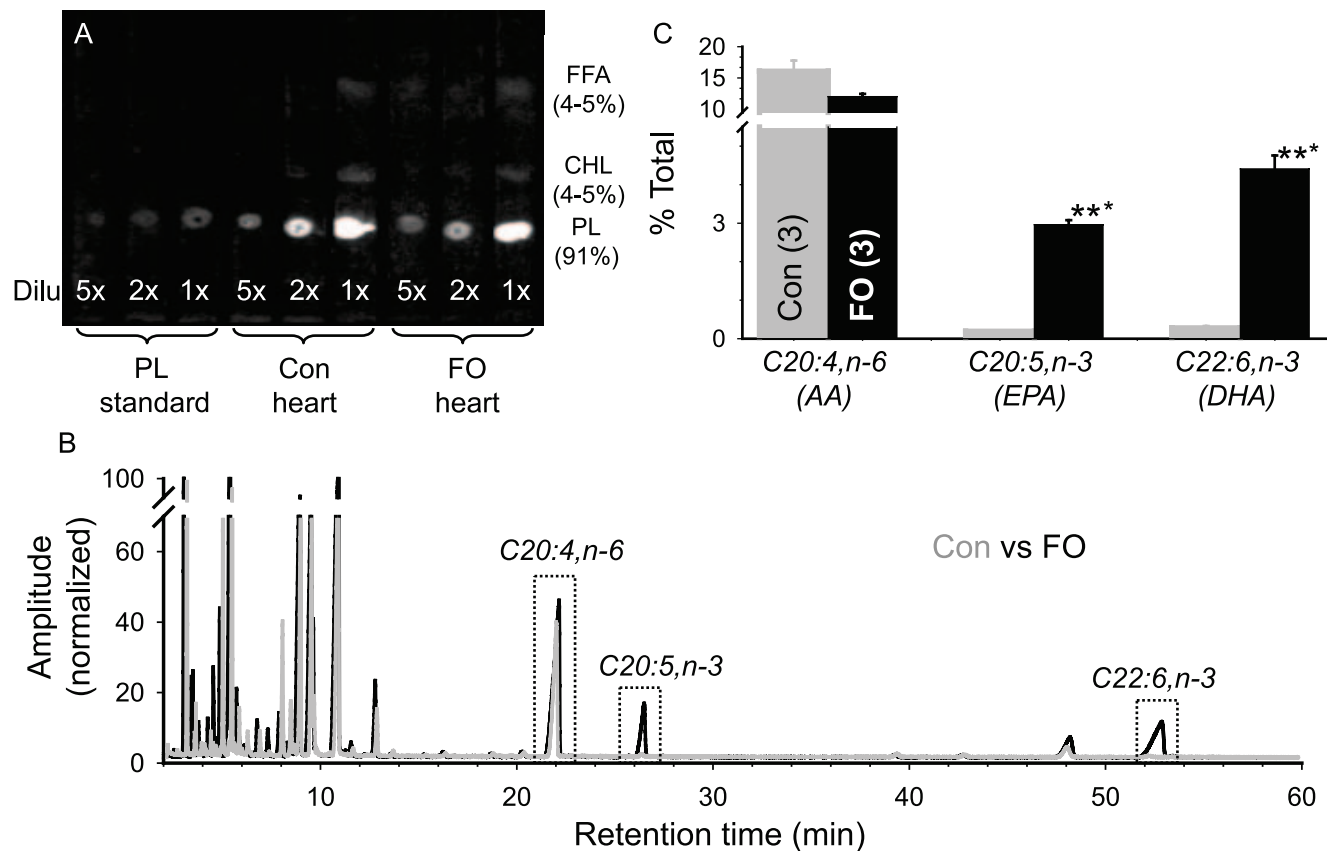 A
FFA
(4-5%)
CHL
(4-5%)
PL
(91%)
Dilu 5x 2x 1x 5x 2x 1x 5x 2x 1x
PL
standard
Con
heart
FO
heart
C
% Total
20
15
10
3
0
Con (3)
FO (3)
***
***
C20:4,n-6
(AA)
C20:5,n-3
(EPA)
C22:6,n-3
(DHA)
B
Amplitude
(normalized)
100
60
40
20
0
C20:4,n-6
C20:5,n-3
Con vs FO
C22:6,n-3
10 20 30 40 50 60
Retention time (min)